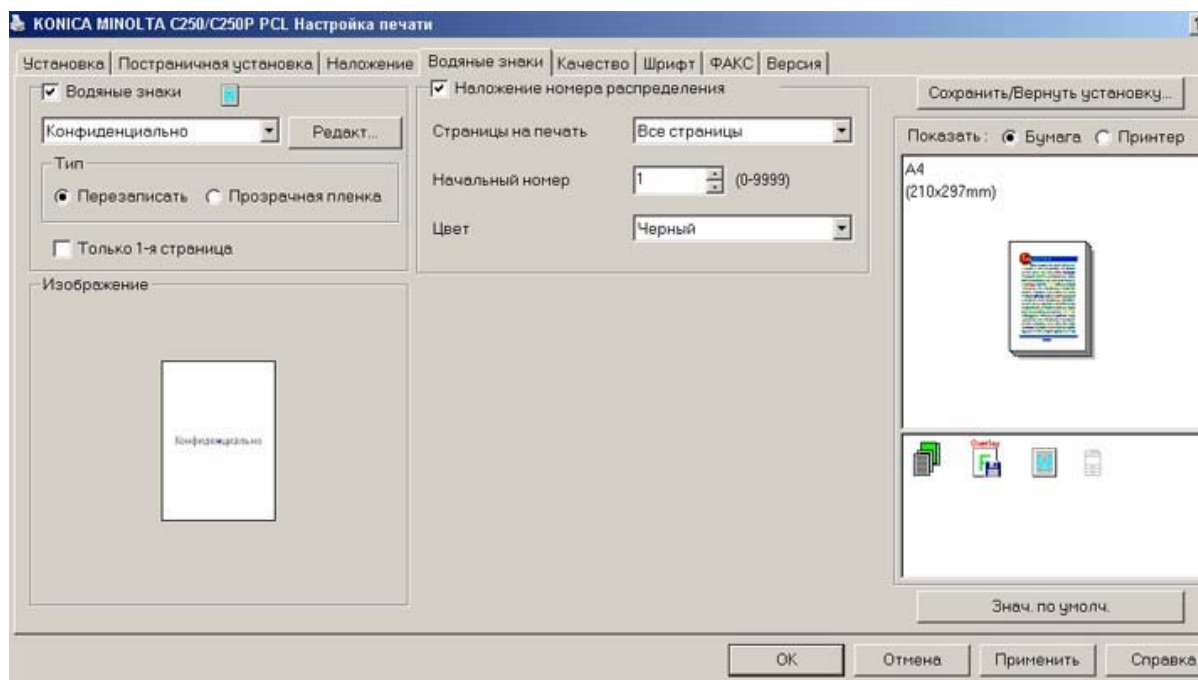 KONICA MINOLTA C250/C250P PCL Настройка печати
Установка Постраничная установка Наложение Водяные знаки Качество Шрифт ФАКС Версия
Водяные знаки
Конфиденциально Редакт...
Тип
Перезаписать Прозрачная пленка
Только 1-я страница
Изображение
Конфиденциально
Наложение номера распределения
Страницы на печать Все страницы
Начальный номер 1 (0-9999)
Цвет Черный
Сохранить/Вернуть установку...
Показать: Бумага Принтер
A4
(210x297mm)
Overlay
F
Знач. по умолч.
OK Отмена Применить Справка